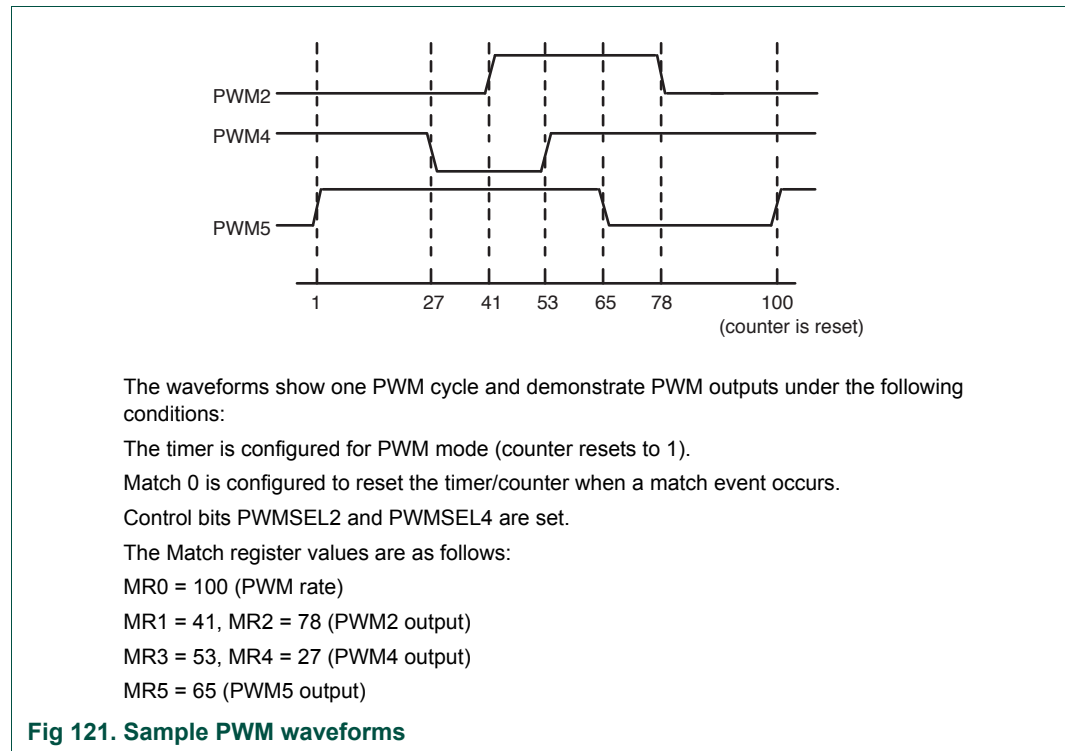 PWM2
PWM4
PWM5
1 27 41 53 65 78 100
(counter is reset)
The waveforms show one PWM cycle and demonstrate PWM outputs under the following
conditions:
The timer is configured for PWM mode (counter resets to 1).
Match 0 is configured to reset the timer/counter when a match event occurs.
Control bits PWMSEL2 and PWMSEL4 are set.
The Match register values are as follows:
MR0 = 100 (PWM rate)
MR1 = 41, MR2 = 78 (PWM2 output)
MR3 = 53, MR4 = 27 (PWM4 output)
MR5 = 65 (PWM5 output)
Fig 121. Sample PWM waveforms